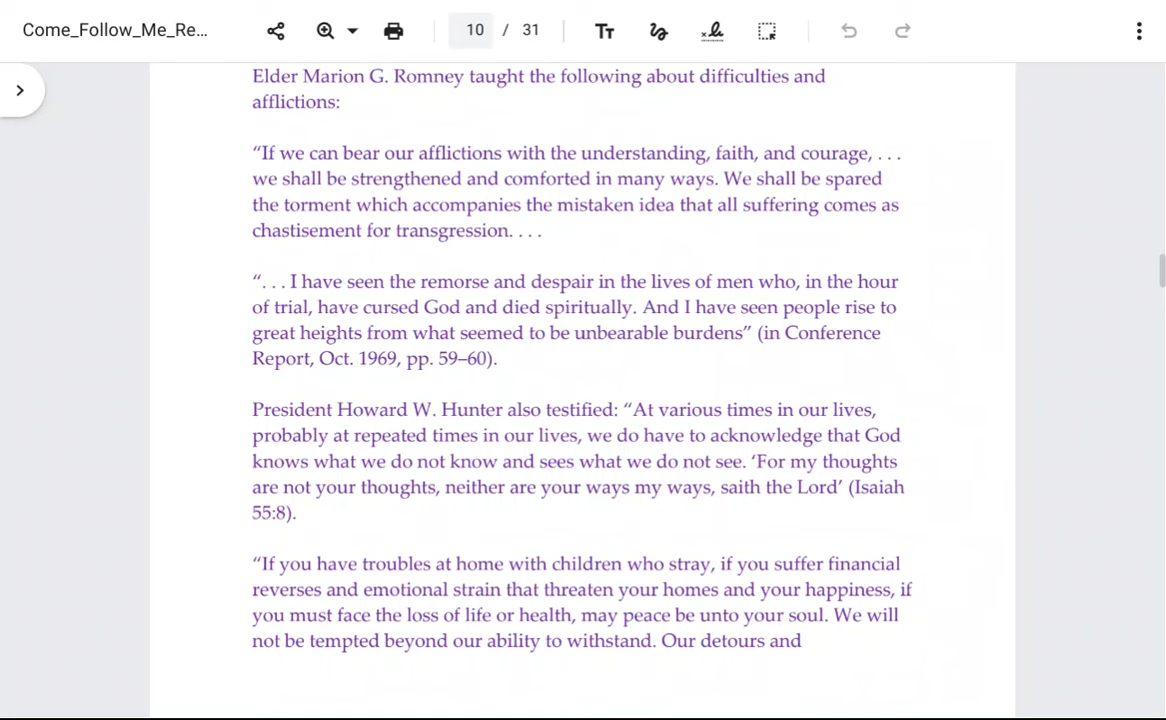 Come_Follow_Me_Re...
10 / 31
Elder Marion G. Romney taught the following about difficulties and
afflictions:
“If we can bear our afflictions with the understanding, faith, and courage, . . .
we shall be strengthened and comforted in many ways. We shall be spared
the torment which accompanies the mistaken idea that all suffering comes as
chastisement for transgression. . . .
“. . . I have seen the remorse and despair in the lives of men who, in the hour
of trial, have cursed God and died spiritually. And I have seen people rise to
great heights from what seemed to be unbearable burdens” (in Conference
Report, Oct. 1969, pp. 59–60).
President Howard W. Hunter also testified: “At various times in our lives,
probably at repeated times in our lives, we do have to acknowledge that God
knows what we do not know and sees what we do not see. ‘For my thoughts
are not your thoughts, neither are your ways my ways, saith the Lord’ (Isaiah
55:8).
“If you have troubles at home with children who stray, if you suffer financial
reverses and emotional strain that threaten your homes and your happiness, if
you must face the loss of life or health, may peace be unto your soul. We will
not be tempted beyond our ability to withstand. Our detours and